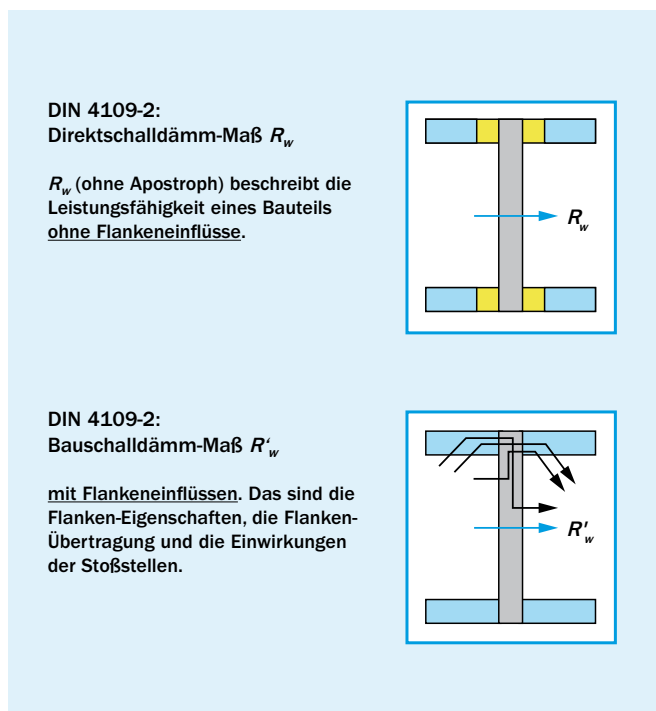 DIN 4109-2:
Direktschalldämm-Maß Rw
Rw (ohne Apostroph) beschreibt die
Leistungsfähigkeit eines Bauteils
ohne Flankeneinflüsse.
Rw
DIN 4109-2:
Bauschalldämm-Maß R‘w
mit Flankeneinflüssen. Das sind die
Flanken-Eigenschaften, die Flanken-
Übertragung und die Einwirkungen
der Stoßstellen.
R'w